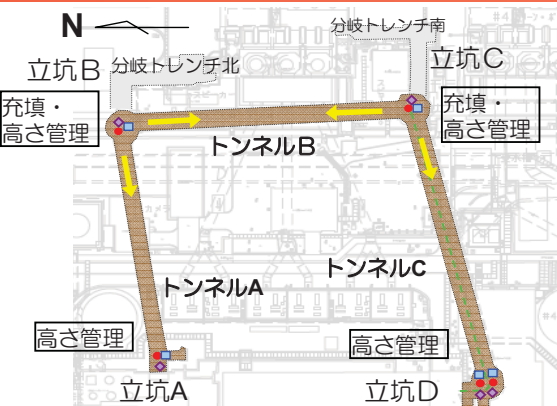 N
分岐トレンチ南
立坑B
分岐トレンチ北
立坑C
充填・
高さ管理
充填・
高さ管理
トンネルB
トンネルA
トンネルC
高さ管理
高さ管理
立坑A
立坑D